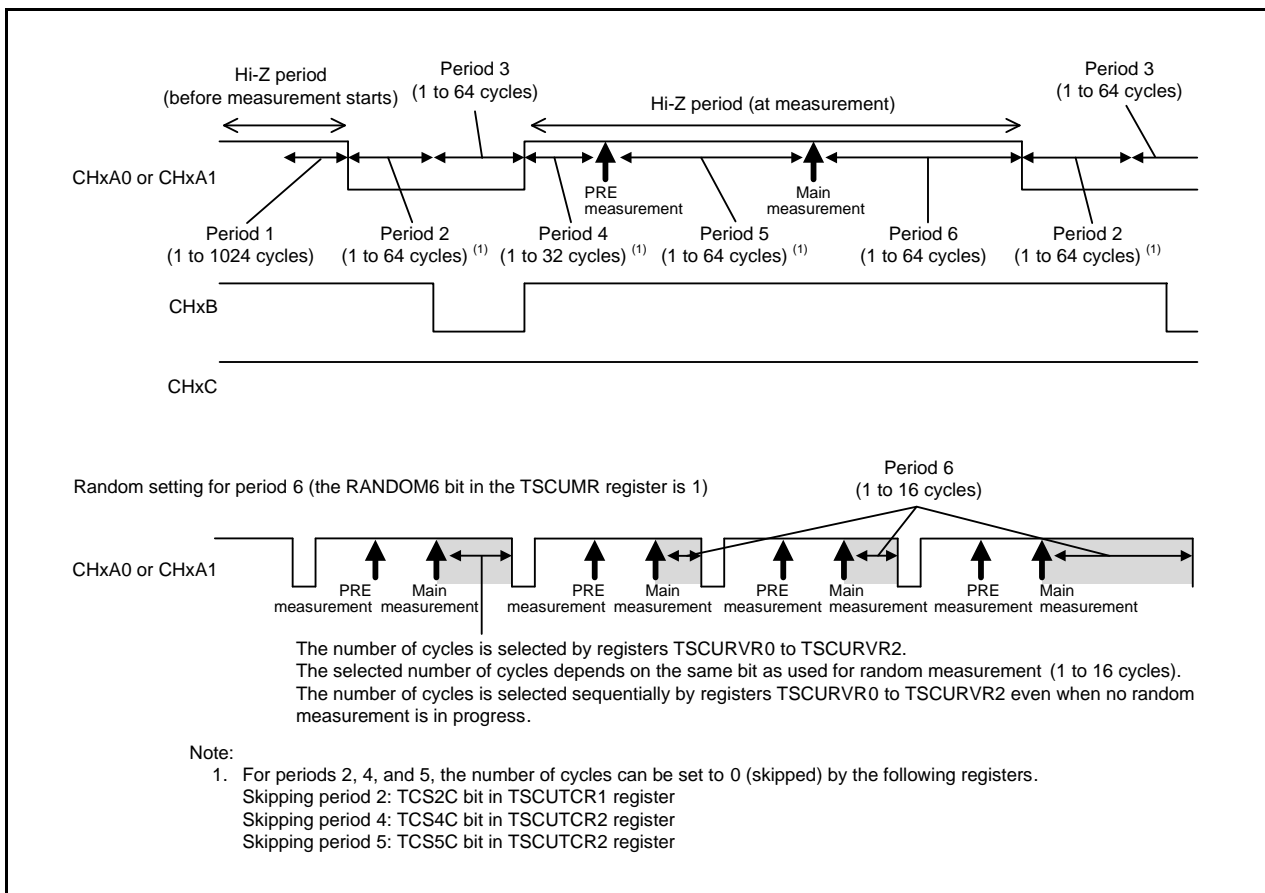 Hi-Z period
(before measurement starts)
Period 3
(1 to 64 cycles)
Hi-Z period (at measurement)
Period 3
(1 to 64 cycles)
CHxA0 or CHxA1
PRE
measurement
Main
measurement
Period 1
(1 to 1024 cycles)
Period 2
(1 to 64 cycles) (1)
Period 4
(1 to 32 cycles) (1)
Period 5
(1 to 64 cycles) (1)
Period 6
(1 to 64 cycles)
Period 2
(1 to 64 cycles) (1)
CHxB
CHxC
Random setting for period 6 (the RANDOM6 bit in the TSCUMR register is 1)
Period 6
(1 to 16 cycles)
CHxA0 or CHxA1
PRE
measurement
Main
measurement
PRE
measurement
Main
measurement
PRE
measurement
Main
measurement
PRE
measurement
Main
measurement
The number of cycles is selected by registers TSCURVR0 to TSCURVR2.
The selected number of cycles depends on the same bit as used for random measurement (1 to 16 cycles).
The number of cycles is selected sequentially by registers TSCURVR0 to TSCURVR2 even when no random
measurement is in progress.
Note:
1. For periods 2, 4, and 5, the number of cycles can be set to 0 (skipped) by the following registers.
Skipping period 2: TCS2C bit in TSCUTCR1 register
Skipping period 4: TCS4C bit in TSCUTCR2 register
Skipping period 5: TCS5C bit in TSCUTCR2 register